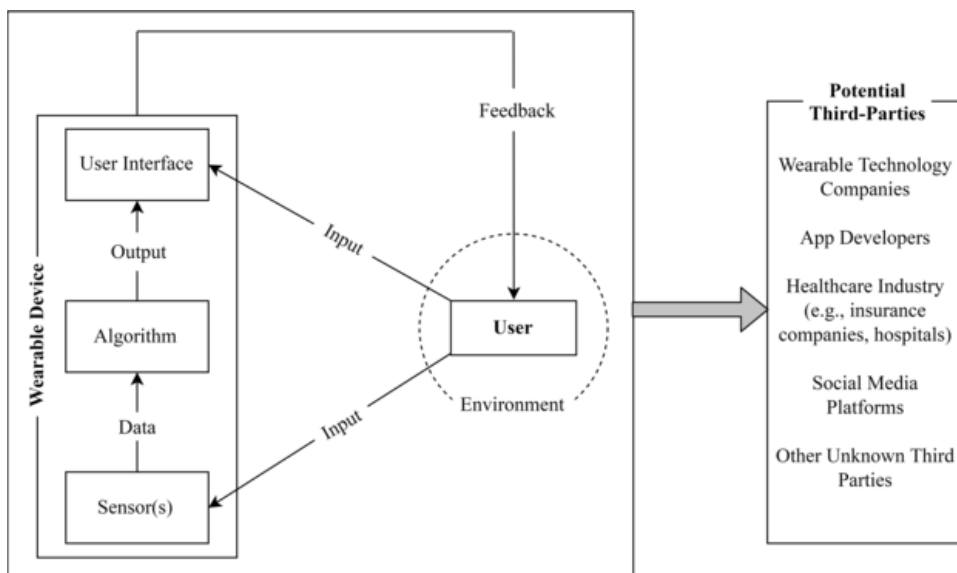 Feedback
User Interface
Input
Output
Wearable Device
Algorithm
User
Environment
Data
Input
Sensor(s)
Potential
Third-Parties
Wearable Technology
Companies
App Developers
Healthcare Industry
(e.g., insurance
companies, hospitals)
Social Media
Platforms
Other Unknown Third
Parties